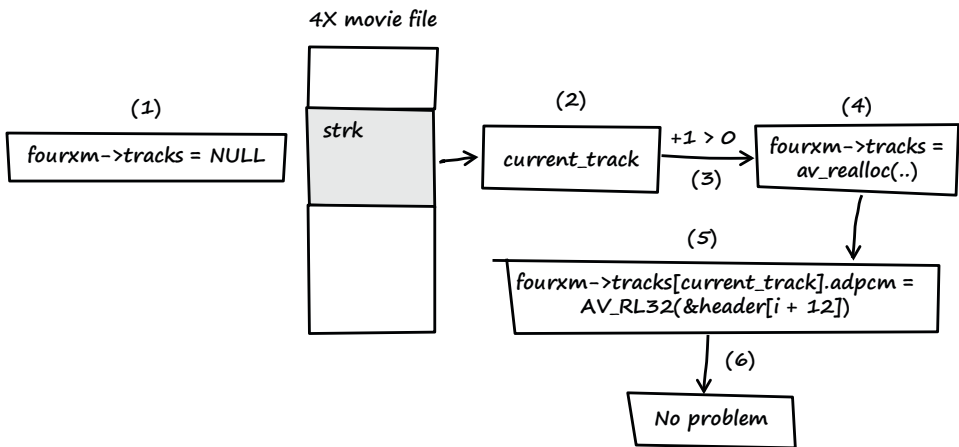 4X movie file
(1)
fourxm->tracks = NULL
strk
(2)
current_track
+1 > 0
(3)
(4)
fourxm->tracks =
av_realloc(..)
(5)
fourxm->tracks[current_track].adpcm =
AV_RL32(&header[i + 12])
(6)
No problem